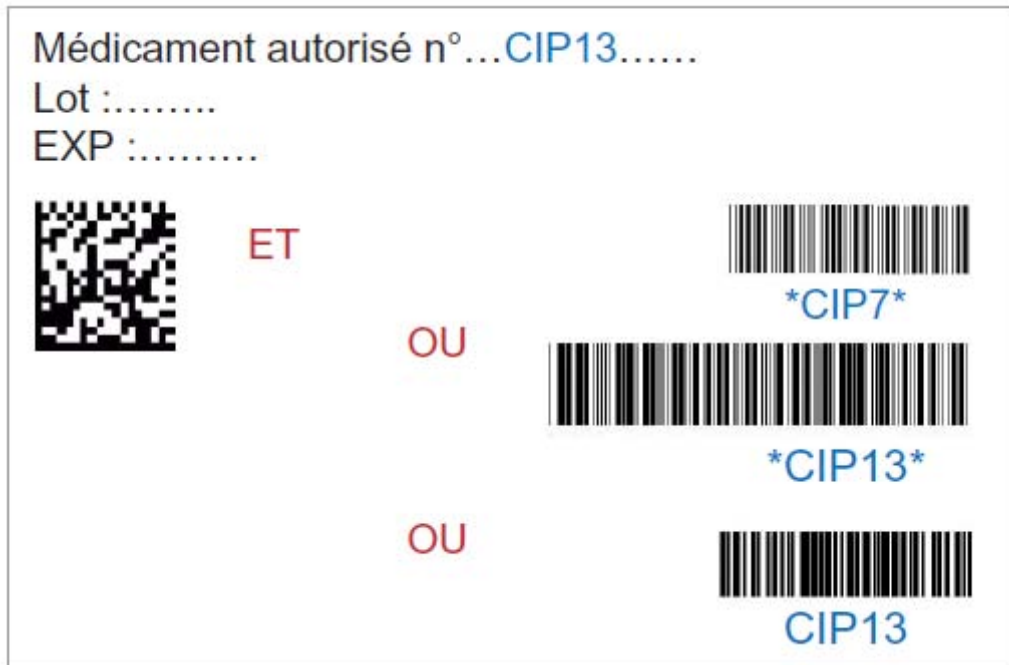 Médicament autorisé n°...CIP13......
Lot :........
EXP :.........
ET
*CIP7*
OU
*CIP13*
OU
CIP13